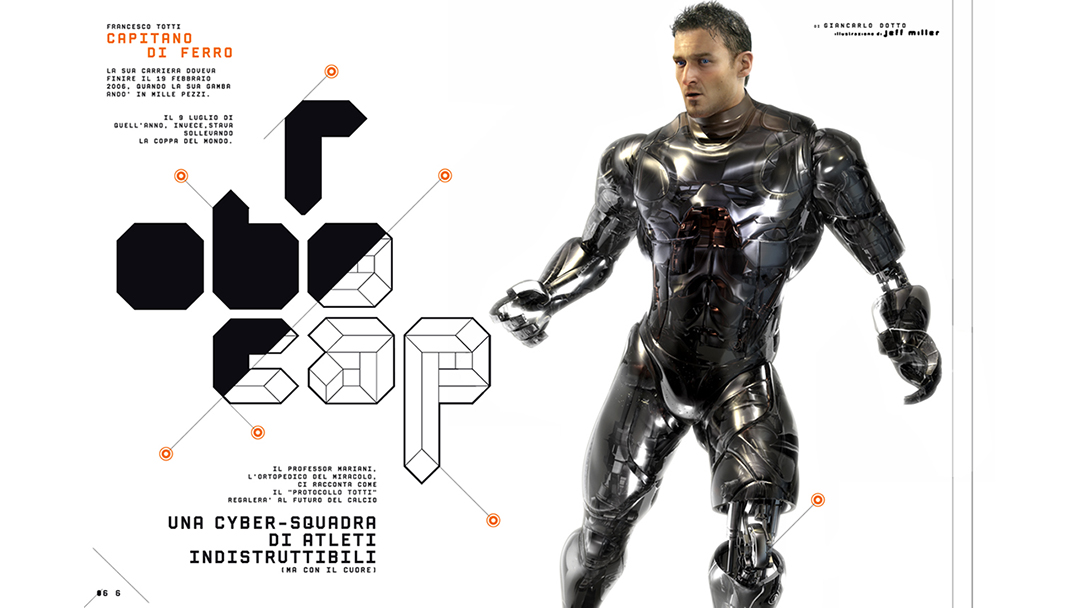 FRANCESCO TOTTI
CAPITANO
DI FERRO
LA SUA CARRIERA DOVEVA
FINIRE IL 19 FEBBRAIO
2006, QUANDO LA SUA GAMBA
ANDO' IN MILLE PEZZI.
IL 9 LUGLIO DI
QUELL'ANNO, INVECE,STAVA
SOLLEVANDO
LA COPPA DEL MONDO.
DI GIANCARLO DOTTO
illustrazione di jeff miller
r
obo
cap
IL PROFESSOR MARIANI,
L'ORTOPEDICO DEL MIRACOLO,
CI RACCONTA COME
IL "PROTOCOLLO TOTTI"
REGALERA' AL FUTURO DEL CALCIO
UNA CYBER-SQUADRA
DI ATLETI
INDISTRUTTIBILI
(MA CON IL CUORE)